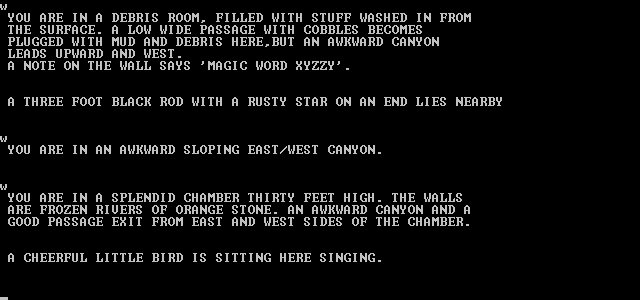 w
YOU ARE IN A DEBRIS ROOM, FILLED WITH STUFF WASHED IN FROM
THE SURFACE. A LOW WIDE PASSAGE WITH COBBLES BECOMES
PLUGGED WITH MUD AND DEBRIS HERE,BUT AN AWKWARD CANYON
LEADS UPWARD AND WEST.
A NOTE ON THE WALL SAYS 'MAGIC WORD XYZZY'.
A THREE FOOT BLACK ROD WITH A RUSTY STAR ON AN END LIES NEARBY
w
YOU ARE IN AN AWKWARD SLOPING EAST/WEST CANYON.
w
YOU ARE IN A SPLENDID CHAMBER THIRTY FEET HIGH. THE WALLS
ARE FROZEN RIVERS OF ORANGE STONE. AN AWKWARD CANYON AND A
GOOD PASSAGE EXIT FROM EAST AND WEST SIDES OF THE CHAMBER.
A CHEERFUL LITTLE BIRD IS SITTING HERE SINGING.